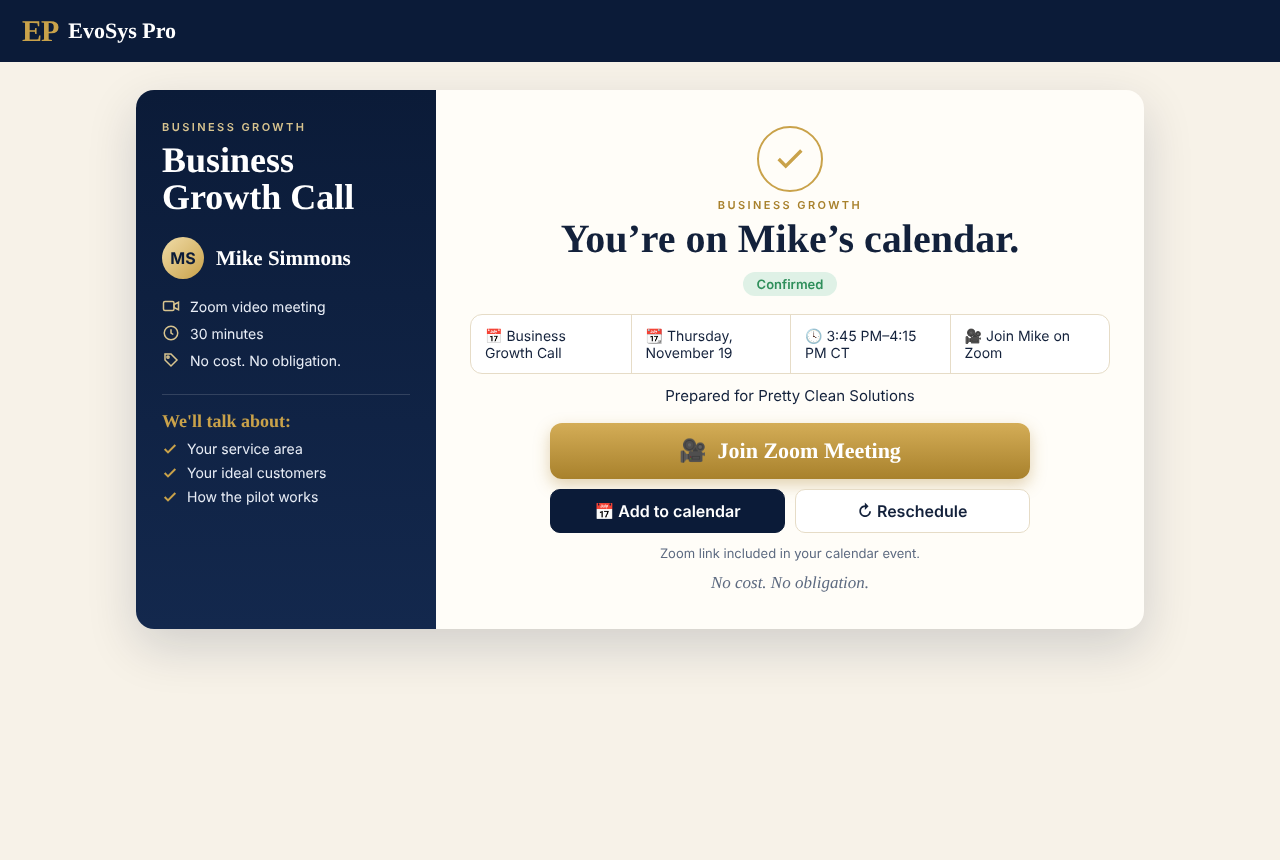 EP EvoSys Pro
BUSINESS GROWTH
Business
Growth Call
MS Mike Simmons
Zoom video meeting
30 minutes
No cost. No obligation.
We'll talk about:
Your service area
Your ideal customers
How the pilot works
BUSINESS GROWTH
You’re on Mike’s calendar.
Confirmed
📅 Business
Growth Call
📆 Thursday,
November 19
🕓 3:45 PM–4:15
PM CT
🎥 Join Mike on
Zoom
Prepared for Pretty Clean Solutions
🎥 Join Zoom Meeting
📅 Add to calendar
↻ Reschedule
Zoom link included in your calendar event.
No cost. No obligation.